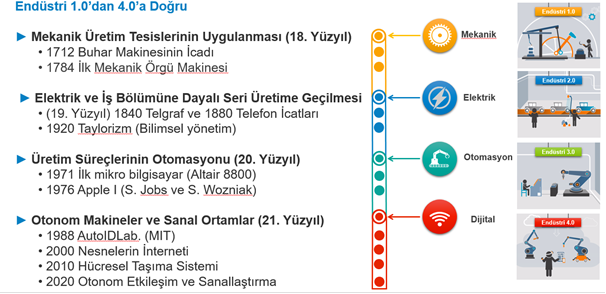 Endüstri 1.0’dan 4.0’a Doğru
► Mekanik Üretim Tesislerinin Uygulanması (18. Yüzyıl)
• 1712 Buhar Makinesinin İcadı
• 1784 İlk Mekanik Örgü Makinesi
► Elektrik ve İş Bölümüne Dayalı Seri Üretime Geçilmesi
• (19. Yüzyıl) 1840 Telgraf ve 1880 Telefon İcatları
• 1920 Taylorizm (Bilimsel yönetim)
► Üretim Süreçlerinin Otomasyonu (20. Yüzyıl)
• 1971 İlk mikro bilgisayar (Altair 8800)
• 1976 Apple I (S. Jobs ve S. Wozniak)
► Otonom Makineler ve Sanal Ortamlar (21. Yüzyıl)
• 1988 AutoIDLab. (MIT)
• 2000 Nesnelerin İnterneti
• 2010 Hücresel Taşıma Sistemi
• 2020 Otonom Etkileşim ve Sanallaştırma
Mekanik
Elektrik
Otomasyon
Dijital
Endüstri 1.0
Endüstri 2.0
Endüstri 3.0
Endüstri 4.0